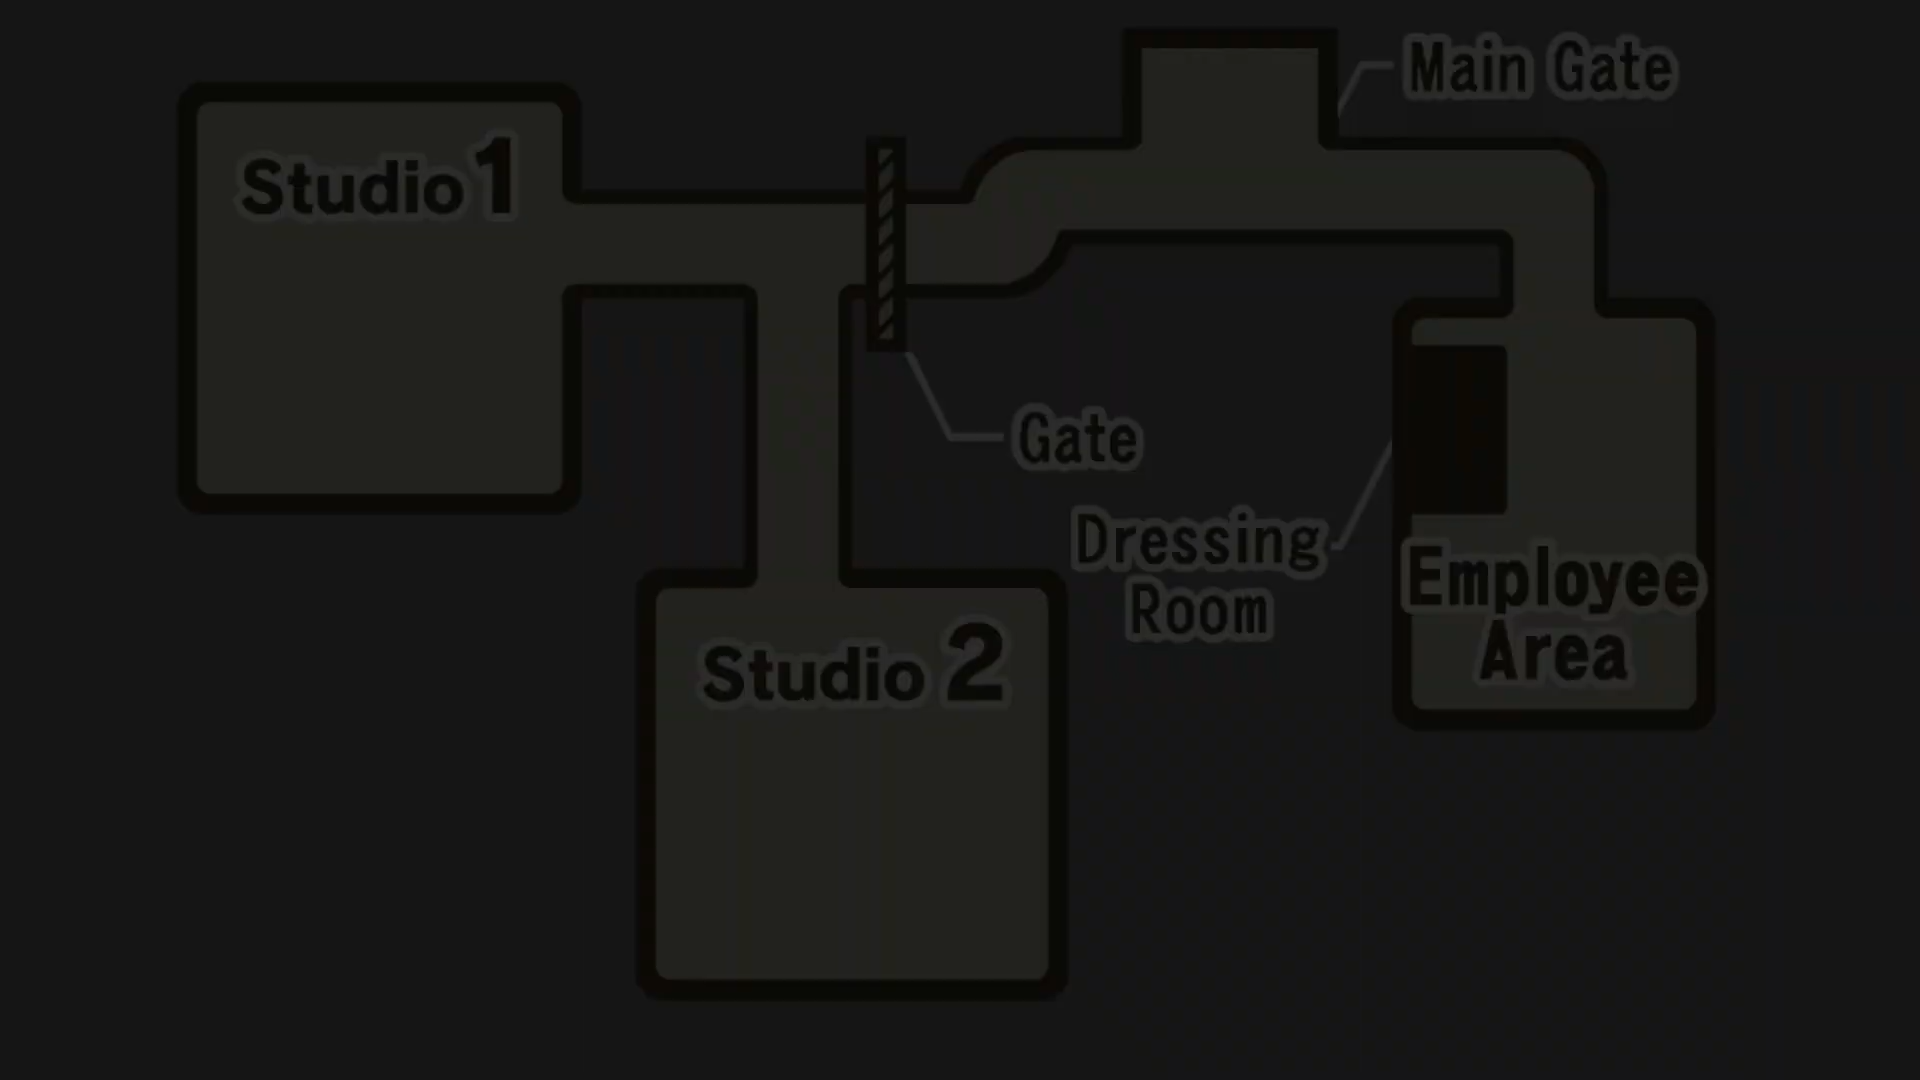 Main Gate
Studio 1
Gate
Dressing
Room
Employee
Area
Studio 2